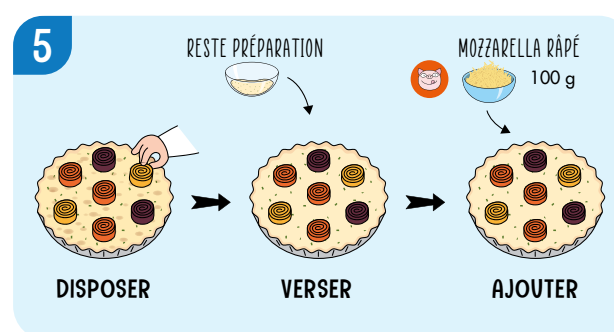 5
RESTE PRÉPARATION
MOZZARELLA RÂPÉ
100 g
DISPOSER
VERSER
AJOUTER